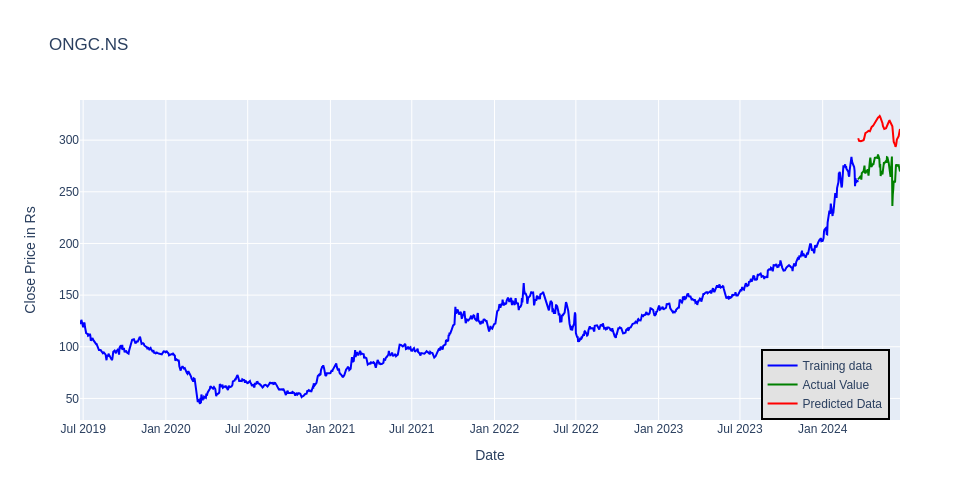 ONGC.NS
Close Price in Rs
300
250
200
150
100
50
Jul 2019 Jan 2020 Jul 2020 Jan 2021 Jul 2021 Jan 2022 Jul 2022 Jan 2023 Jul 2023 Jan 2024
Date
Training data
Actual Value
Predicted Data